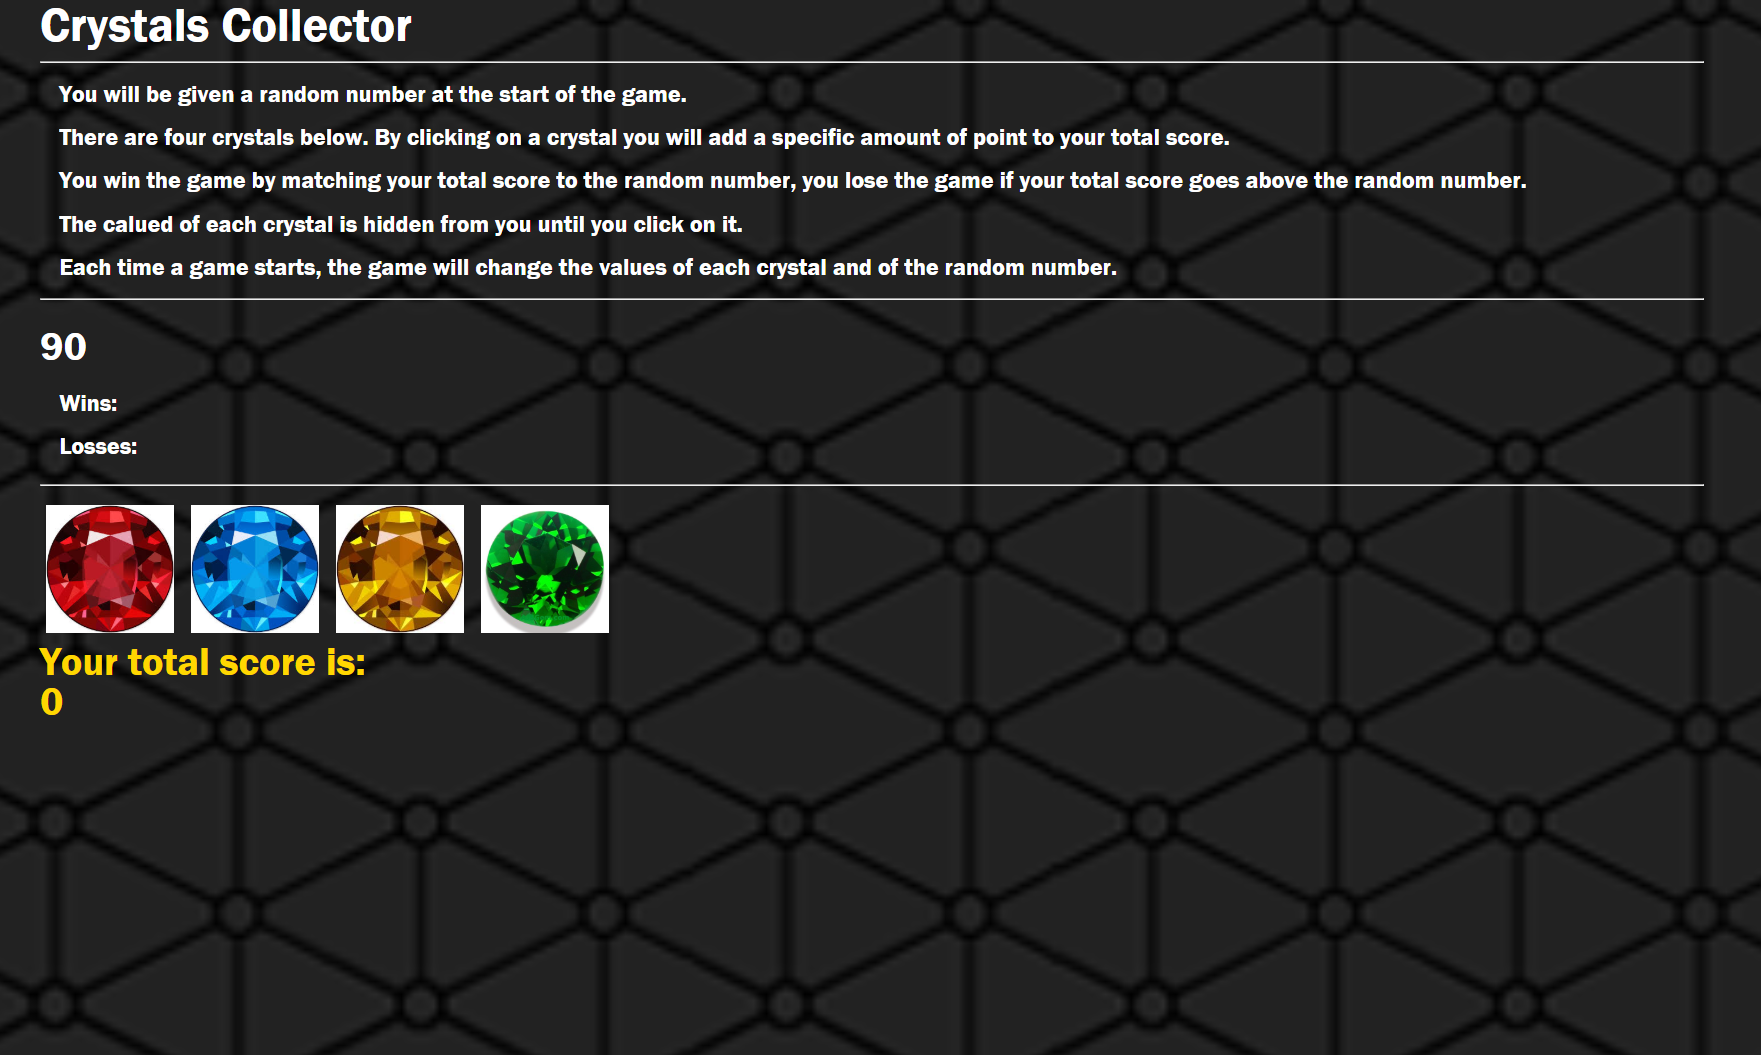 Crystals Collector
You will be given a random number at the start of the game.
There are four crystals below. By clicking on a crystal you will add a specific amount of point to your total score.
You win the game by matching your total score to the random number, you lose the game if your total score goes above the random number.
The calued of each crystal is hidden from you until you click on it.
Each time a game starts, the game will change the values of each crystal and of the random number.
90
Wins:
Losses:
Your total score is:
0